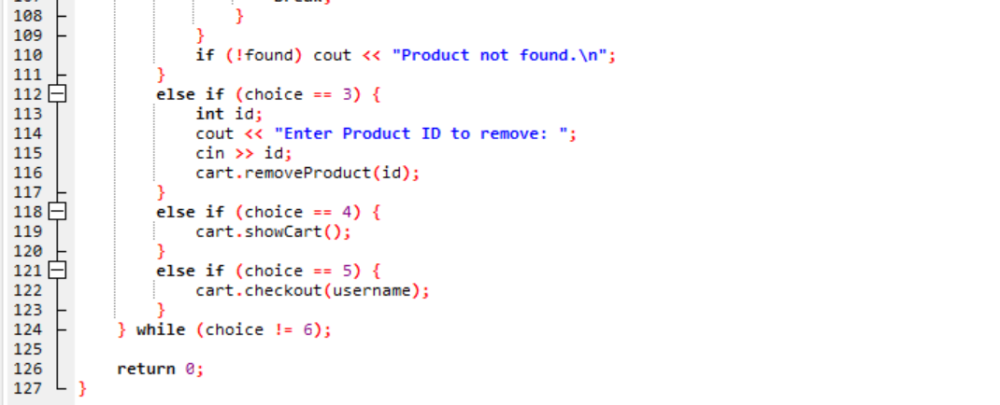 108 }
109 }
110 if (!found) cout << "Product not found.\n";
111 }
112 else if (choice == 3) {
113 int id;
114 cout << "Enter Product ID to remove: ";
115 cin >> id;
116 cart.removeProduct(id);
117 }
118 else if (choice == 4) {
119 cart.showCart();
120 }
121 else if (choice == 5) {
122 cart.checkout(username);
123 }
124 } while (choice != 6);
125
126 return 0;
127 }